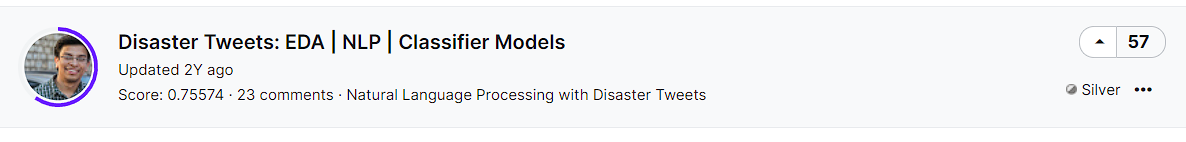 Disaster Tweets: EDA | NLP | Classifier Models
57
Updated 2Y ago
Score: 0.75574 · 23 comments · Natural Language Processing with Disaster Tweets
Silver